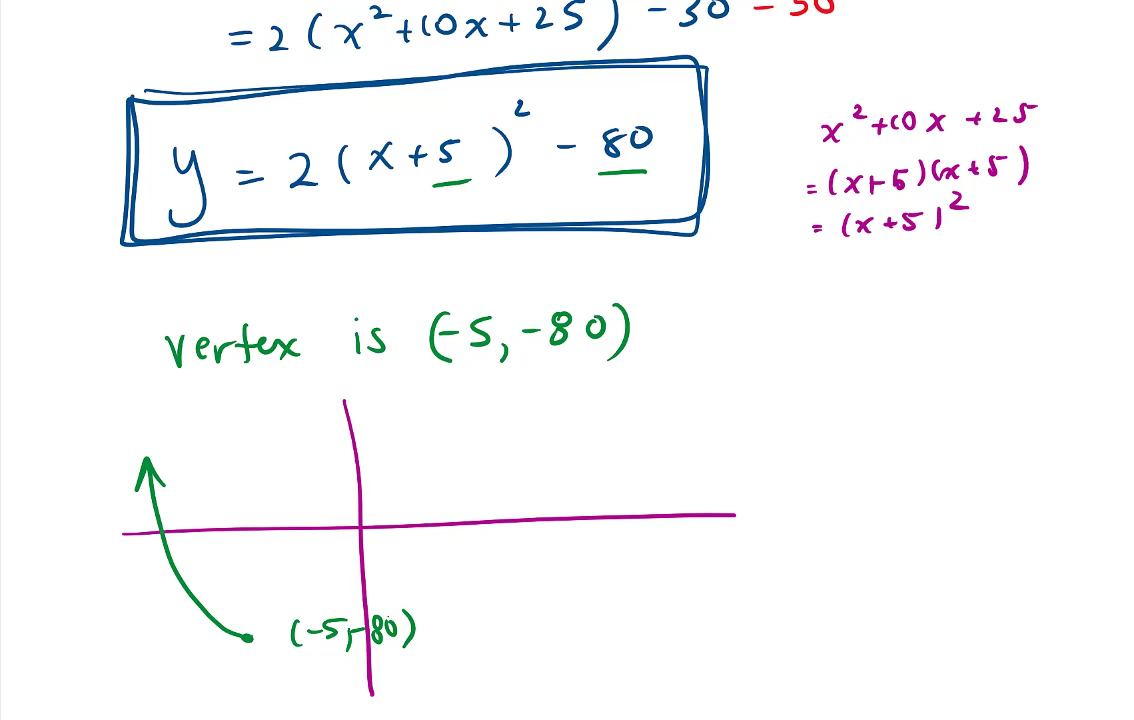 = 2 ( x² + 10x + 25 ) - 30 - 50
y = 2 ( x + 5 )² - 80
x² + 10x + 25
= (x + 5) (x + 5)
= (x + 5)²
vertex is (-5, -80)
(-5, -80)